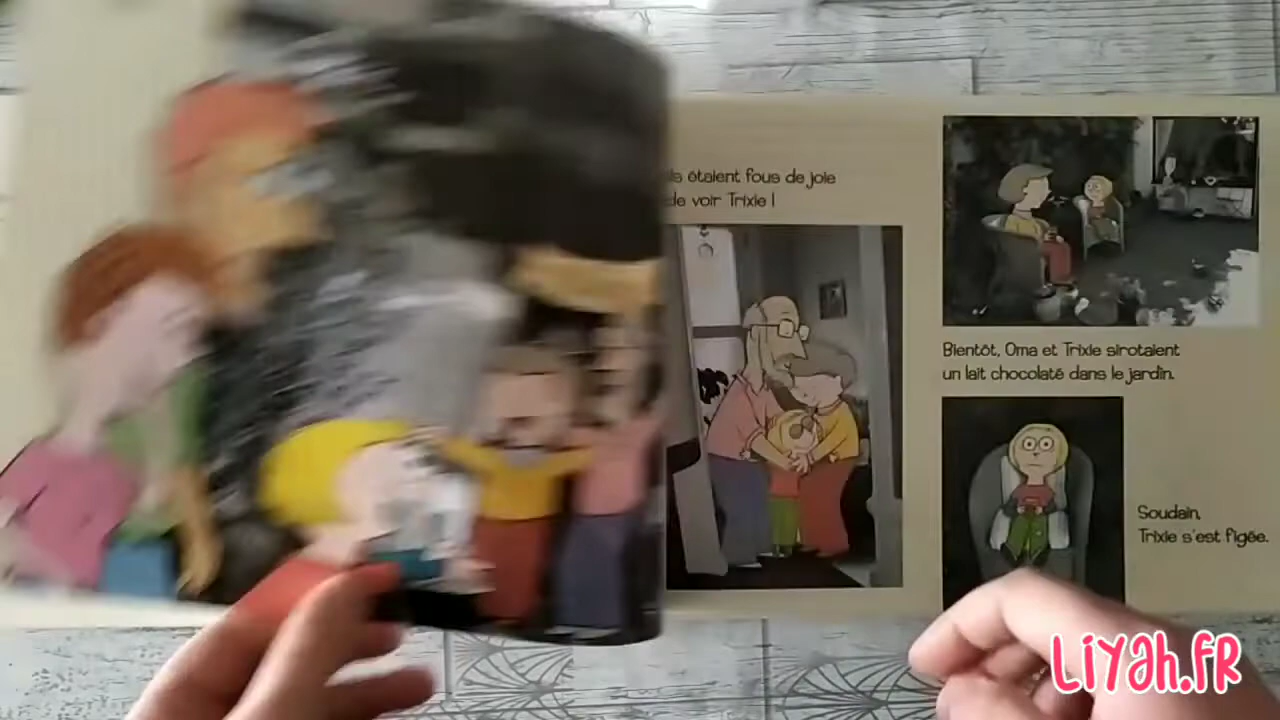 ils étaient fous de joie
de voir Trixie !
Bientôt, Oma et Trixie sirotaient
un lait chocolaté dans le jardin.
Soudain,
Trixie s'est figée.
LiYah.FR